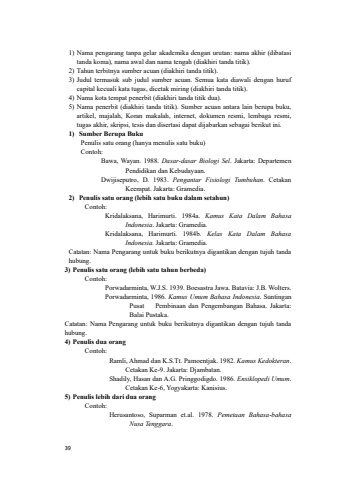 1) Nama pengarang tanpa gelar akademika dengan urutan: nama akhir (dibatasi
tanda koma), nama awal dan nama tengah (diakhiri tanda titik).
2) Tahun terbitnya sumber acuan (diakhiri tanda titik).
3) Judul termasuk sub judul sumber acuan. Semua kata diawali dengan huruf
capital kecuali kata tugas, dicetak miring (diakhiri tanda titik).
4) Nama kota tempat penerbit (diakhiri tanda titik dua).
5) Nama penerbit (diakhiri tanda titik). Sumber acuan antara lain berupa buku,
artikel, majalah, Koran makalah, internet, dokumen resmi, lembaga resmi,
tugas akhir, skripsi, tesis dan disertasi dapat dijabarkan sebagai berikut ini.
1) Sumber Berupa Buku
Penulis satu orang (hanya menulis satu buku)
Contoh:
Bawa, Wayan. 1988. Dasar-dasar Biologi Sel. Jakarta: Departemen
Pendidikan dan Kebudayaan.
Dwijiseputro, D. 1983. Pengantar Fisiologi Tumbuhan. Cetakan
Keempat. Jakarta: Gramedia.
2) Penulis satu orang (lebih satu buku dalam setahun)
Contoh:
Kridalaksana, Harimurti. 1984a. Kamus Kata Dalam Bahasa
Indonesia. Jakarta: Gramedia.
Kridalaksana, Harimurti. 1984b. Kelas Kata Dalam Bahasa
Indonesia. Jakarta: Gramedia.
Catatan: Nama Pengarang untuk buku berikutnya digantikan dengan tujuh tanda
hubung.
3) Penulis satu orang (lebih satu tahun berbeda)
Contoh:
Porwadarminta, W.J.S. 1939. Boesastra Jawa. Batavia: J.B. Wolters.
Porwadarminta, 1986. Kamus Umum Bahasa Indonesia. Suntingan
Pusat Pembinaan dan Pengembangan Bahasa. Jakarta:
Balai Pustaka.
Catatan: Nama Pengarang untuk buku berikutnya digantikan dengan tujuh tanda
hubung.
4) Penulis dua orang
Contoh:
Ramli, Ahmad dan K.S.Tt. Pamoentjak. 1982. Kamus Kedokteran.
Cetakan Ke-9. Jakarta: Djambatan.
Shadily, Hasan dan A.G. Pringgodigdo. 1986. Ensiklopedi Umum.
Cetakan Ke-6, Yogyakarta: Kanisius.
5) Penulis lebih dari dua orang
Contoh:
Herusantoso, Suparman et.al. 1978. Pemetaan Bahasa-bahasa
Nusa Tenggara.
39